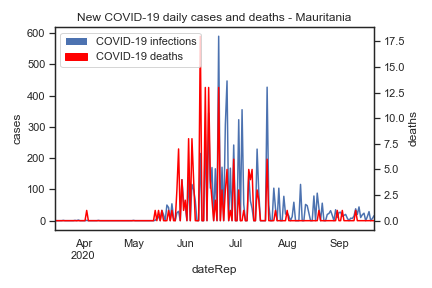 New COVID-19 daily cases and deaths - Mauritania
COVID-19 infections
COVID-19 deaths
600
500
400
300
200
100
0
cases
17.5
15.0
12.5
10.0
7.5
5.0
2.5
0.0
deaths
Apr
2020
May
Jun
Jul
Aug
Sep
dateRep